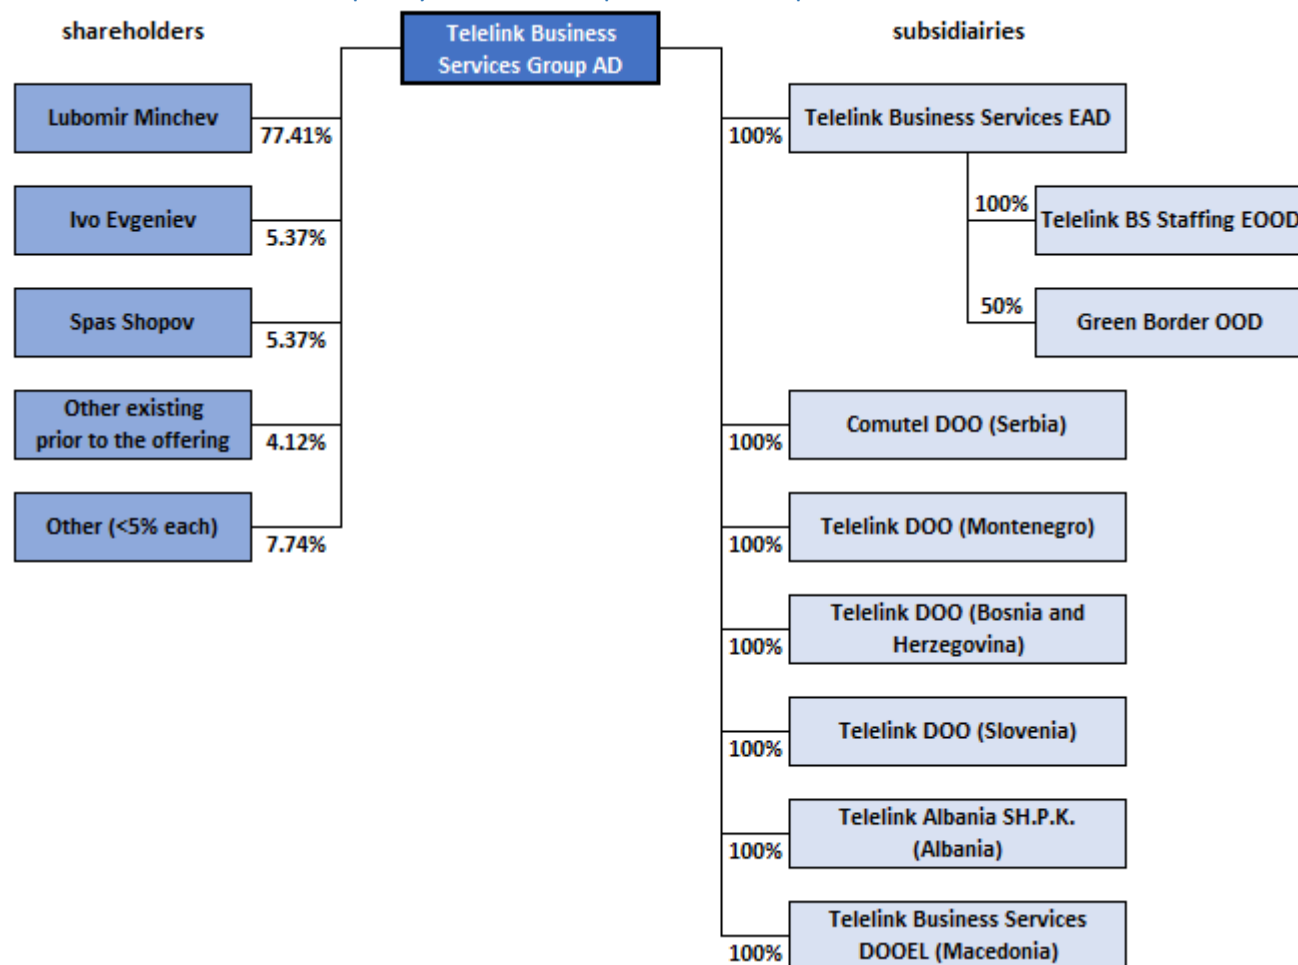 shareholders
Telelink Business
Services Group AD
subsidiairies
Lubomir Minchev
77.41%
Ivo Evgeniev
5.37%
Spas Shopov
5.37%
Other existing
prior to the offering
4.12%
Other (<5% each)
7.74%
100%
Telelink Business Services EAD
100%
Telelink BS Staffing EOOD
50%
Green Border OOD
100%
Comutel DOO (Serbia)
100%
Telelink DOO (Montenegro)
100%
Telelink DOO (Bosnia and
Herzegovina)
100%
Telelink DOO (Slovenia)
100%
Telelink Albania SH.P.K.
(Albania)
100%
Telelink Business Services
DOOEL (Macedonia)